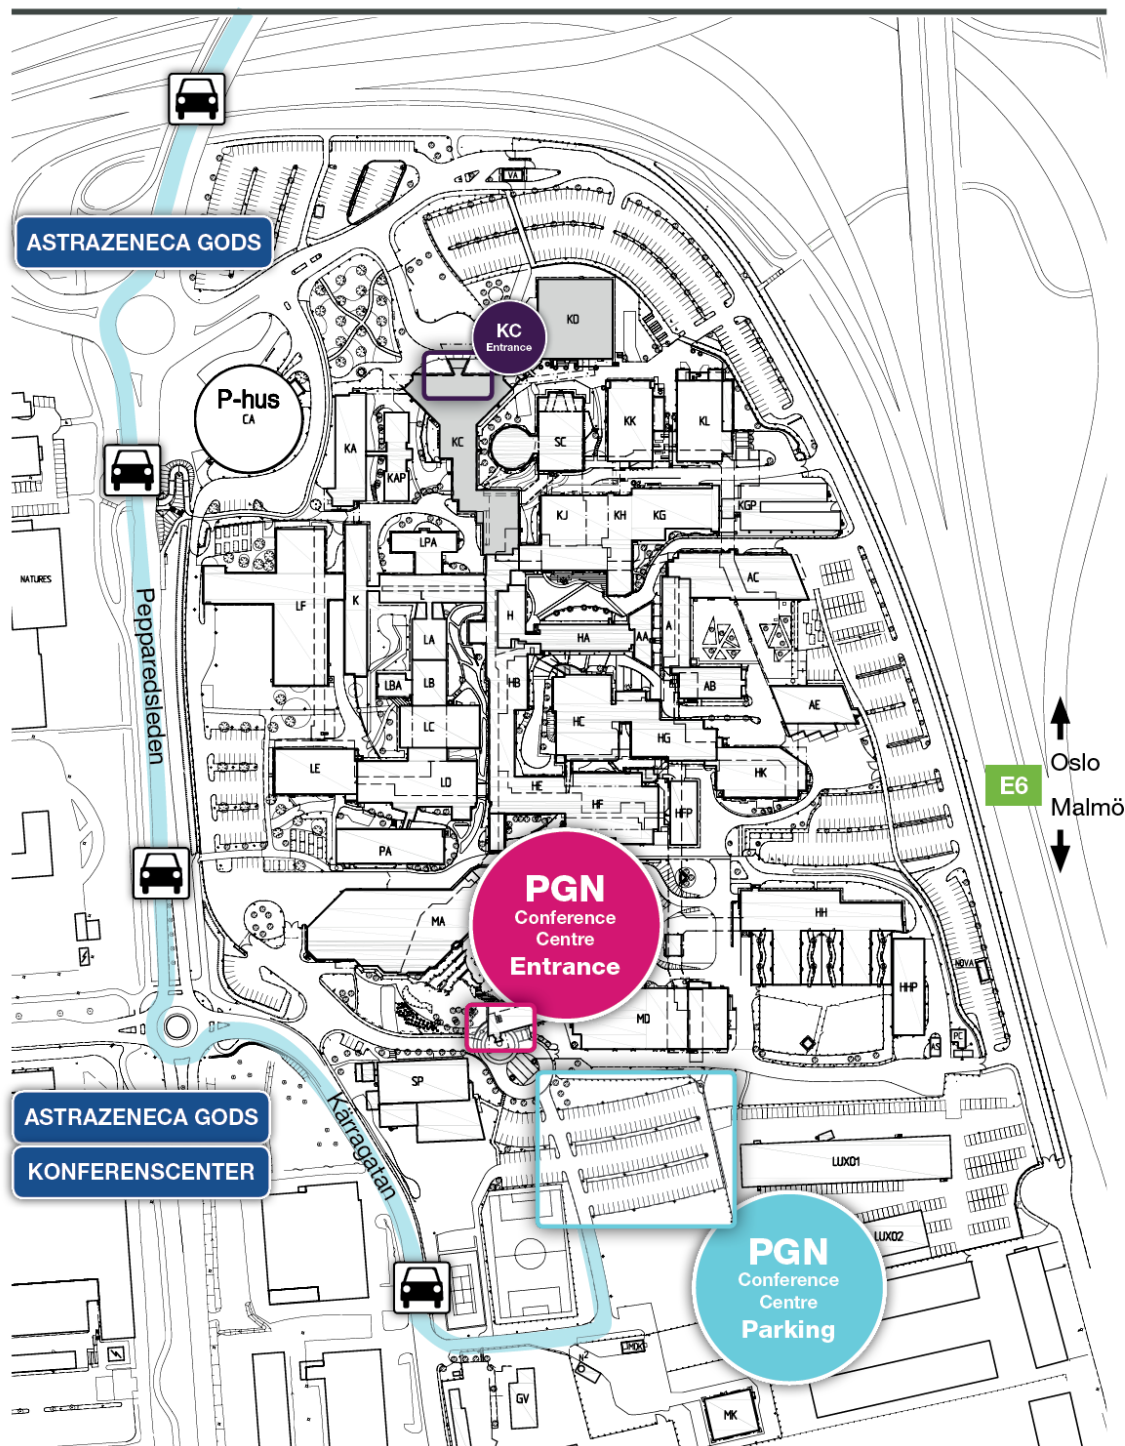 VA
ASTRAZENECA GODS
KD
KC
Entrance
P-hus
CA
KA
KAP
KC
SC
KK
KL
KJ
KH
KG
KGP
LPA
NATURES
LF
K
L
H
HA
AA
A
AC
LA
LBA
LB
LC
HB
HC
HG
AB
AE
Pepparedsleden
LE
LD
HE
HF
HFP
HK
Oslo
E6
Malmö
PA
MA
PGN
Conference
Centre
Entrance
HH
NOVA
HHP
MD
PC
SP
Kärragatan
ASTRAZENECA GODS
KONFERENSCENTER
LUX01
LUX02
PGN
Conference
Centre
Parking
GV
MK